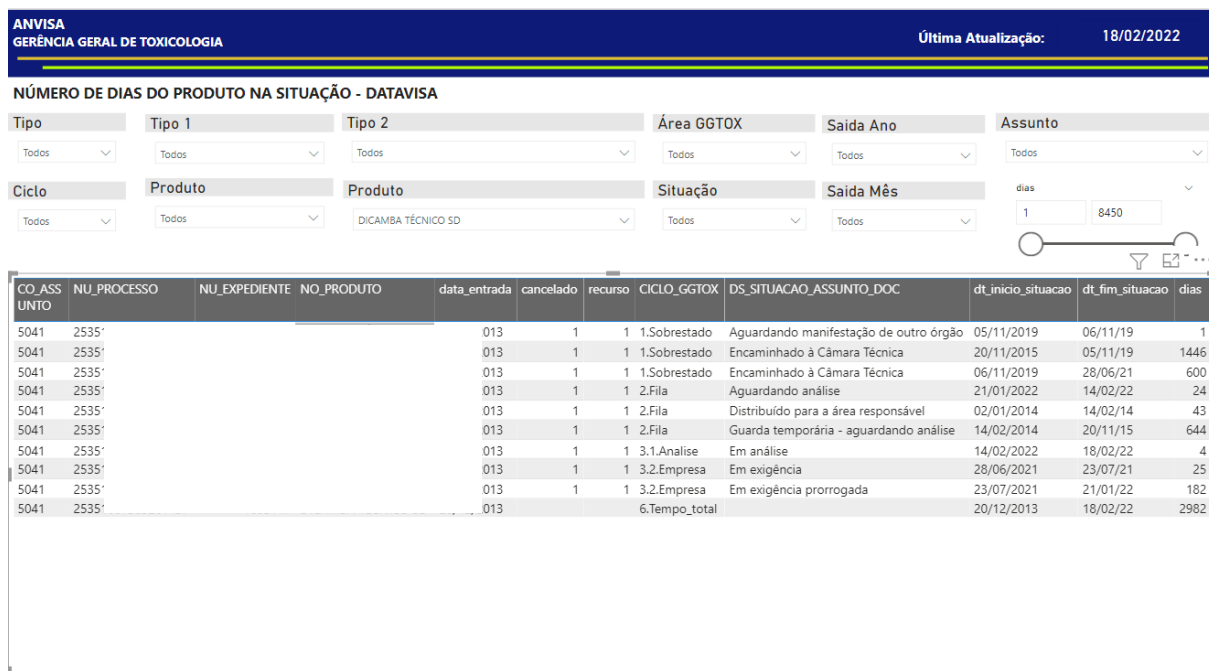 ANVISA
GERÊNCIA GERAL DE TOXICOLOGIA
Última Atualização: 18/02/2022
NÚMERO DE DIAS DO PRODUTO NA SITUAÇÃO - DATAVISA
Tipo Tipo 1 Tipo 2 Área GGTOX Saida Ano Assunto
Todos Todos Todos Todos Todos Todos
Ciclo Produto Produto Situação Saida Mês dias
Todos Todos DICAMBA TÉCNICO SD Todos Todos 1 8450
CO_ASSUNTO NU_PROCESSO NU_EXPEDIENTE NO_PRODUTO data_entrada cancelado recurso CICLO_GGTOX DS_SITUACAO_ASSUNTO_DOC dt_inicio_situacao dt_fim_situacao dias
5041 25351 013 1 1 1.Sobrestado Aguardando manifestação de outro órgão 05/11/2019 06/11/19 1
5041 25351 013 1 1 1.Sobrestado Encaminhado à Câmara Técnica 20/11/2015 05/11/19 1446
5041 25351 013 1 1 1.Sobrestado Encaminhado à Câmara Técnica 06/11/2019 28/06/21 600
5041 25351 013 1 1 2.Fila Aguardando análise 21/01/2022 14/02/22 24
5041 25351 013 1 1 2.Fila Distribuído para a área responsável 02/01/2014 14/02/14 43
5041 25351 013 1 1 2.Fila Guarda temporária - aguardando análise 14/02/2014 20/11/15 644
5041 25351 013 1 1 3.1.Analise Em análise 14/02/2022 18/02/22 4
5041 25351 013 1 1 3.2.Empresa Em exigência 28/06/2021 23/07/21 25
5041 25351 013 1 1 3.2.Empresa Em exigência prorrogada 23/07/2021 21/01/22 182
5041 25351 013 6.Tempo_total 20/12/2013 18/02/22 2982